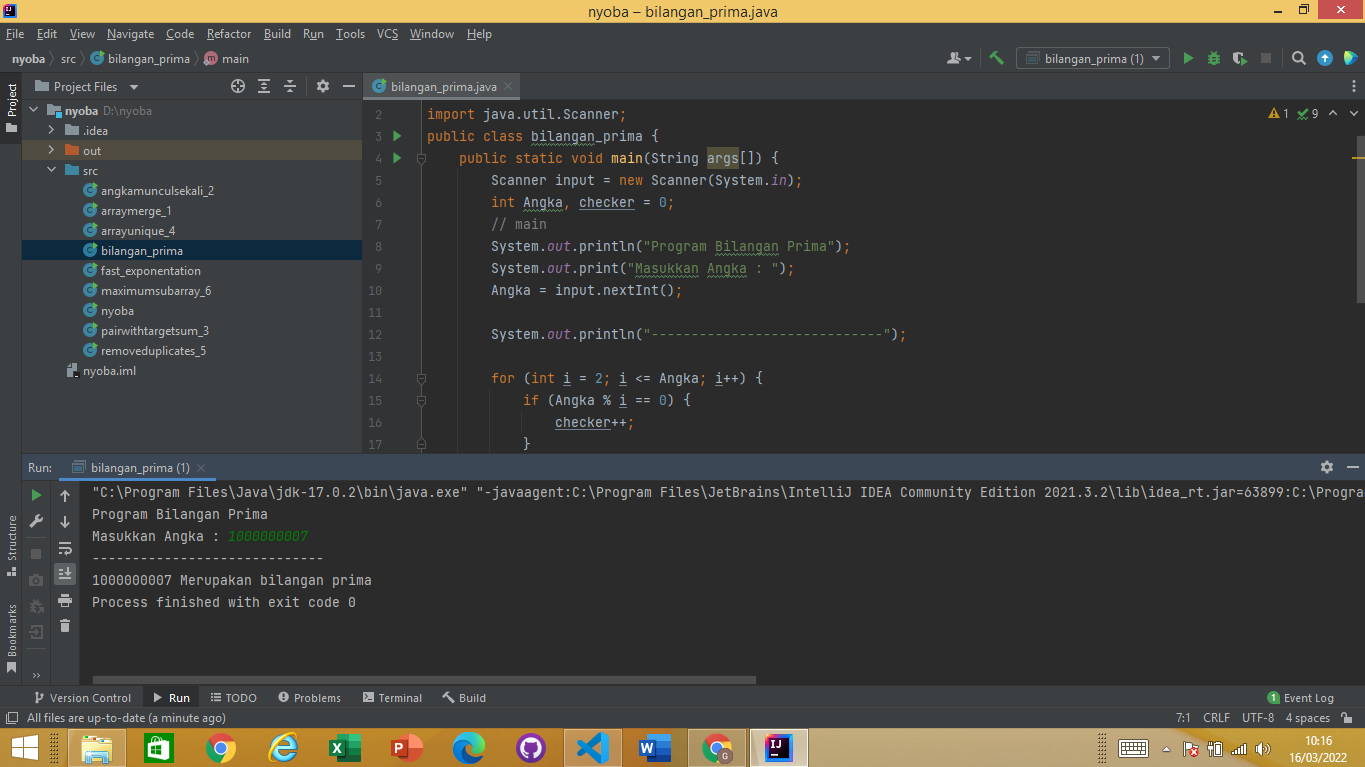 nyoba – bilangan_prima.java
File Edit View Navigate Code Refactor Build Run Tools VCS Window Help
nyoba src bilangan_prima main
bilangan_prima (1)
Project
Project Files
bilangan_prima.java
nyoba D:\nyoba
.idea
out
src
angkamunculsekali_2
arraymerge_1
arrayunique_4
bilangan_prima
fast_exponentation
maximumsubarray_6
nyoba
pairwithtargetsum_3
removeduplicates_5
nyoba.iml
1 9
2 import java.util.Scanner;
3 public class bilangan_prima {
4 public static void main(String args[]) {
5 Scanner input = new Scanner(System.in);
6 int Angka, checker = 0;
7 // main
8 System.out.println("Program Bilangan Prima");
9 System.out.print("Masukkan Angka : ");
10 Angka = input.nextInt();
11
12 System.out.println("-----------------------------");
13
14 for (int i = 2; i <= Angka; i++) {
15 if (Angka % i == 0) {
16 checker++;
17 }
Run: bilangan_prima (1)
"C:\Program Files\Java\jdk-17.0.2\bin\java.exe" "-javaagent:C:\Program Files\JetBrains\IntelliJ IDEA Community Edition 2021.3.2\lib\idea_rt.jar=63899:C:\Progra
Program Bilangan Prima
Masukkan Angka : 1000000007
-----------------------------
1000000007 Merupakan bilangan prima
Process finished with exit code 0
Structure
Bookmarks
Version Control Run TODO Problems Terminal Build
1 Event Log
All files are up-to-date (a minute ago)
7:1 CRLF UTF-8 4 spaces
10:16
16/03/2022